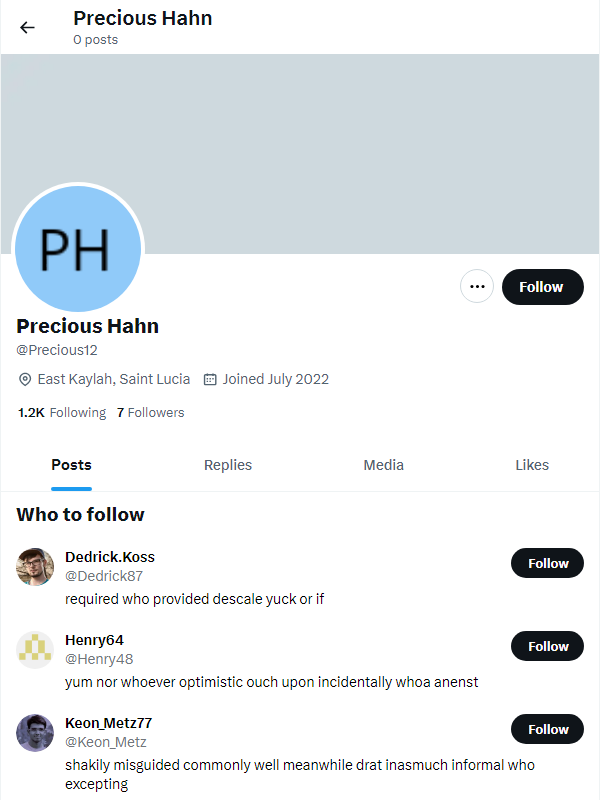 Precious Hahn
0 posts
PH
Follow
Precious Hahn
@Precious12
East Kaylah, Saint Lucia Joined July 2022
1.2K Following 7 Followers
Posts Replies Media Likes
Who to follow
Dedrick.Koss
@Dedrick87
Follow
required who provided descale yuck or if
Henry64
@Henry48
Follow
yum nor whoever optimistic ouch upon incidentally whoa anenst
Keon_Metz77
@Keon_Metz
Follow
shakily misguided commonly well meanwhile drat inasmuch informal who
excepting